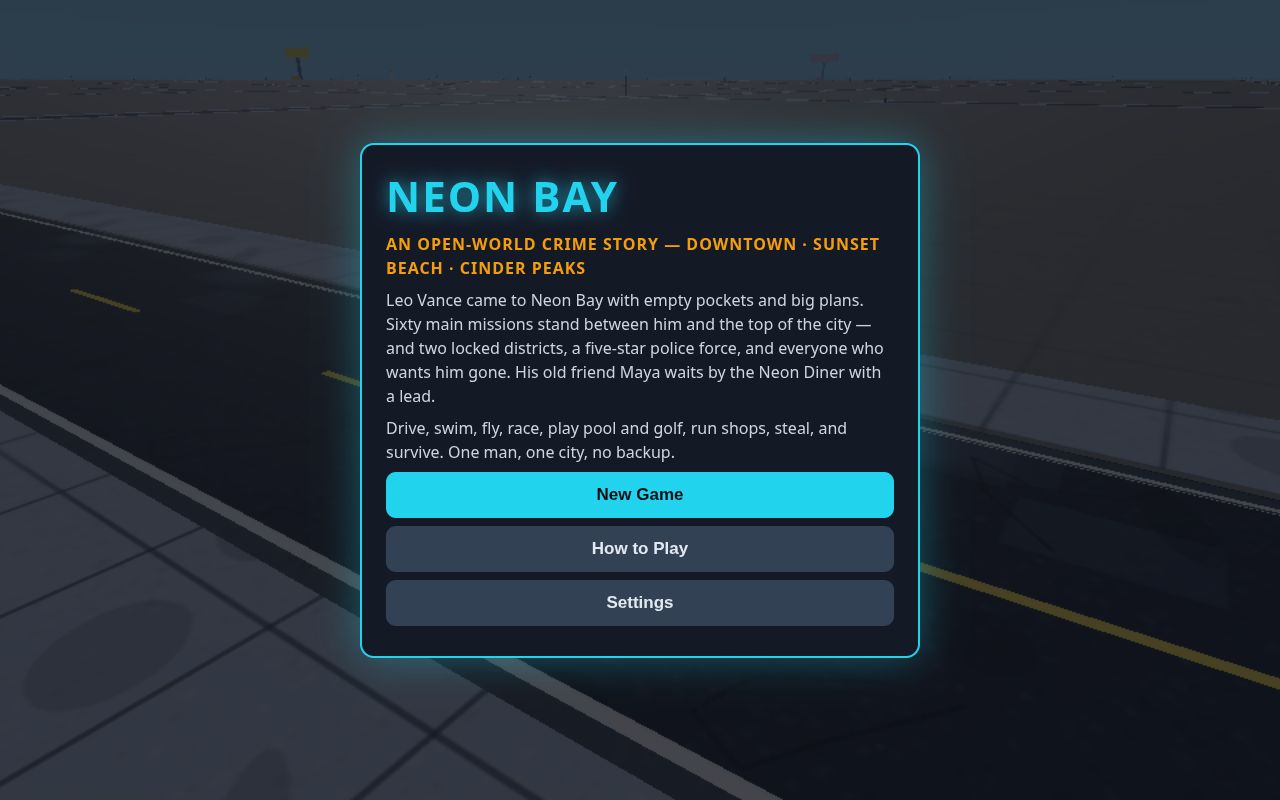 NEON BAY
AN OPEN-WORLD CRIME STORY — DOWNTOWN · SUNSET
BEACH · CINDER PEAKS
Leo Vance came to Neon Bay with empty pockets and big plans.
Sixty main missions stand between him and the top of the city —
and two locked districts, a five-star police force, and everyone who
wants him gone. His old friend Maya waits by the Neon Diner with
a lead.
Drive, swim, fly, race, play pool and golf, run shops, steal, and
survive. One man, one city, no backup.
New Game
How to Play
Settings